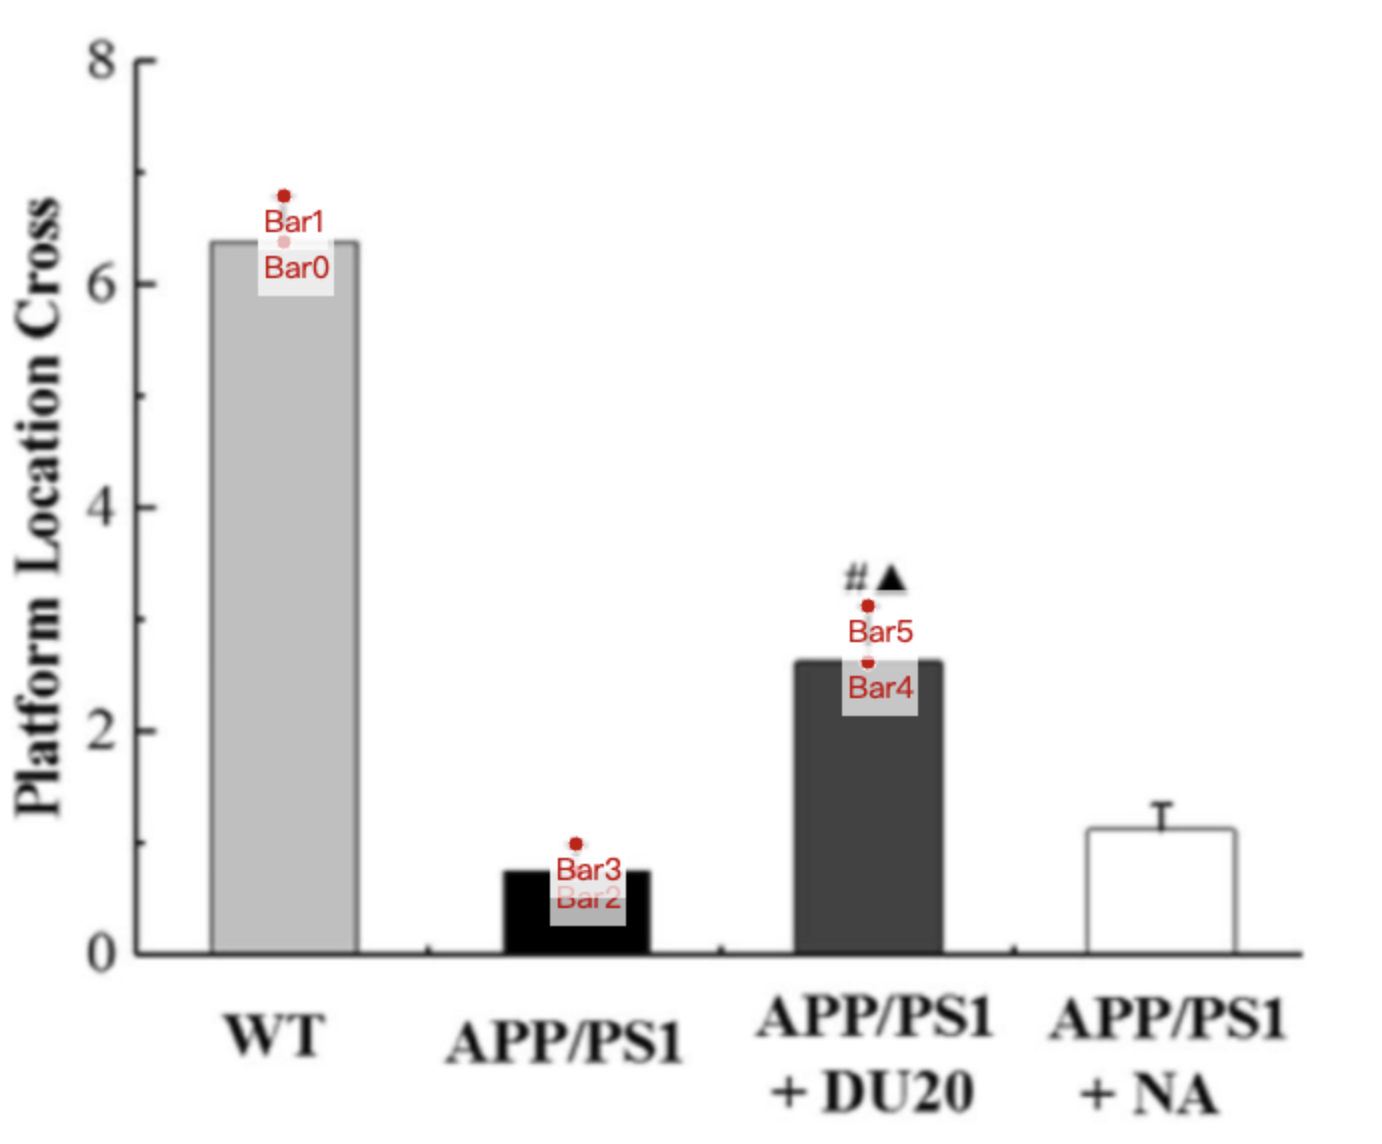 8
6
4
2
0
Platform Location Cross
Bar1
Bar0
Bar3
Bar2
#▲
Bar5
Bar4
WT
APP/PS1
APP/PS1
+ DU20
APP/PS1
+ NA